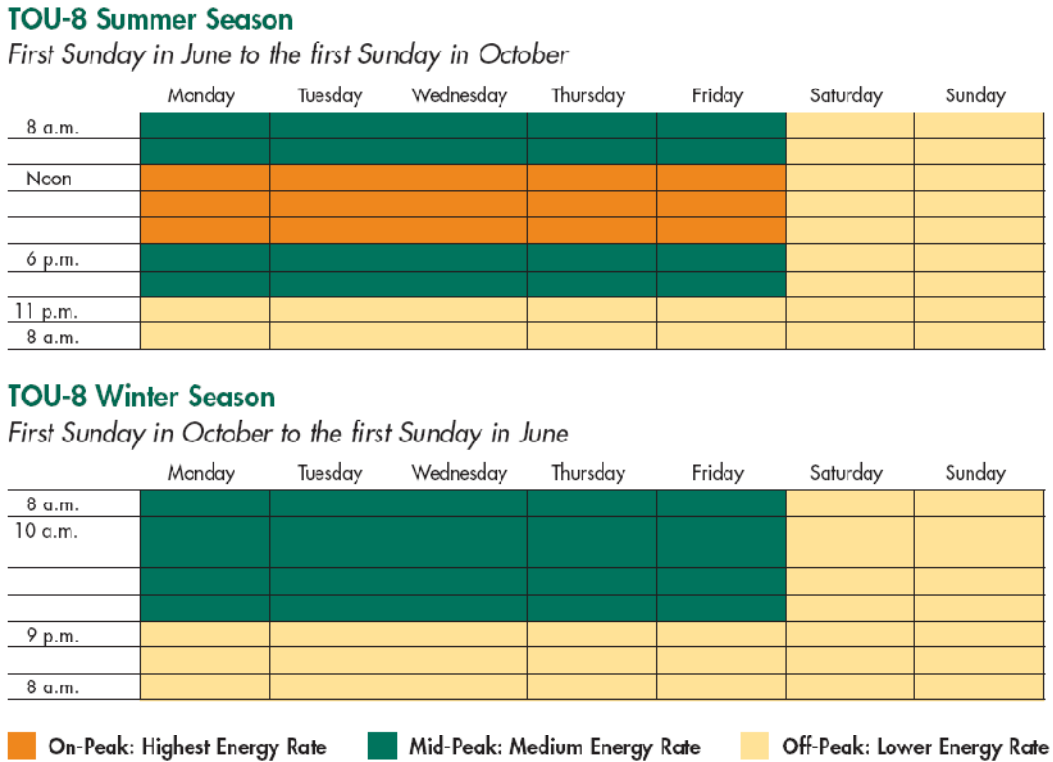 TOU-8 Summer Season
First Sunday in June to the first Sunday in October
Monday Tuesday Wednesday Thursday Friday Saturday Sunday
8 a.m.
Noon
6 p.m.
11 p.m.
8 a.m.
TOU-8 Winter Season
First Sunday in October to the first Sunday in June
Monday Tuesday Wednesday Thursday Friday Saturday Sunday
8 a.m.
10 a.m.
9 p.m.
8 a.m.
On-Peak: Highest Energy Rate Mid-Peak: Medium Energy Rate Off-Peak: Lower Energy Rate